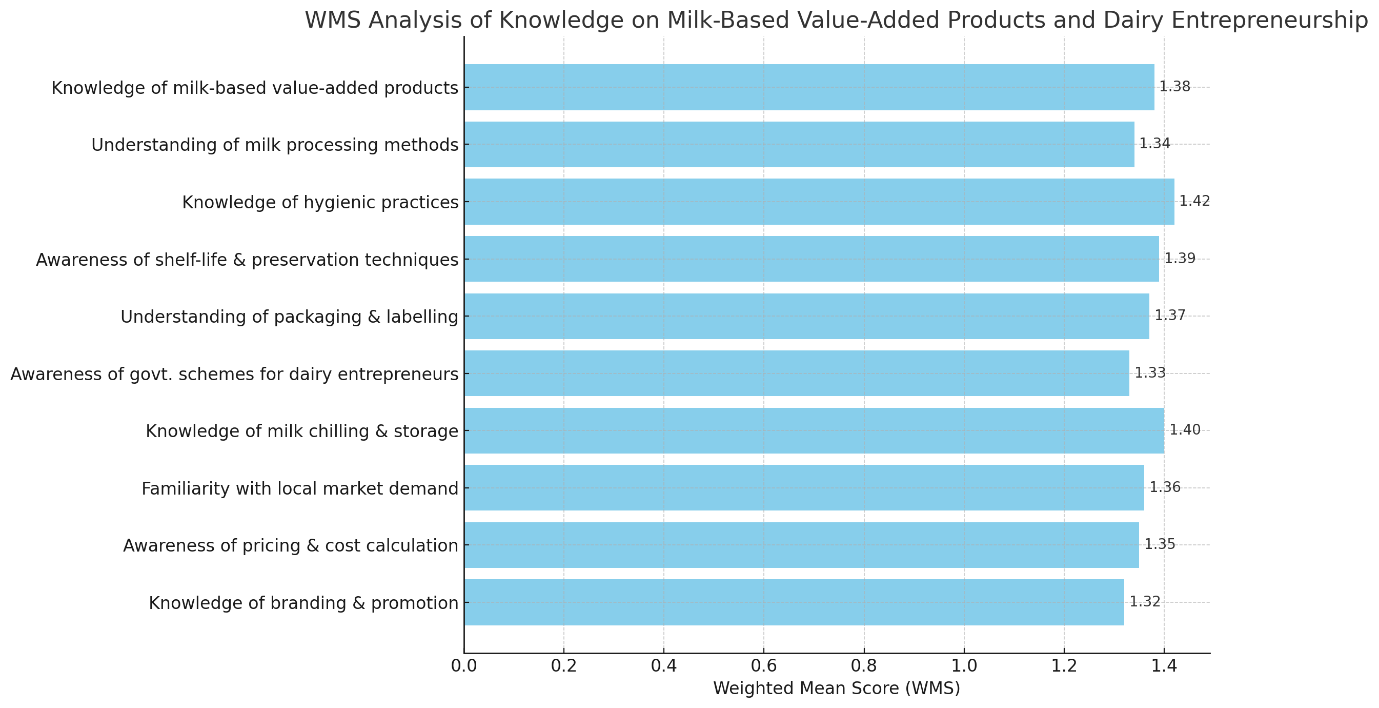 WMS Analysis of Knowledge on Milk-Based Value-Added Products and Dairy Entrepreneurship
Knowledge of milk-based value-added products 1.38
Understanding of milk processing methods 1.34
Knowledge of hygienic practices 1.42
Awareness of shelf-life & preservation techniques 1.39
Understanding of packaging & labelling 1.37
Awareness of govt. schemes for dairy entrepreneurs 1.33
Knowledge of milk chilling & storage 1.40
Familiarity with local market demand 1.36
Awareness of pricing & cost calculation 1.35
Knowledge of branding & promotion 1.32
0.0 0.2 0.4 0.6 0.8 1.0 1.2 1.4
Weighted Mean Score (WMS)